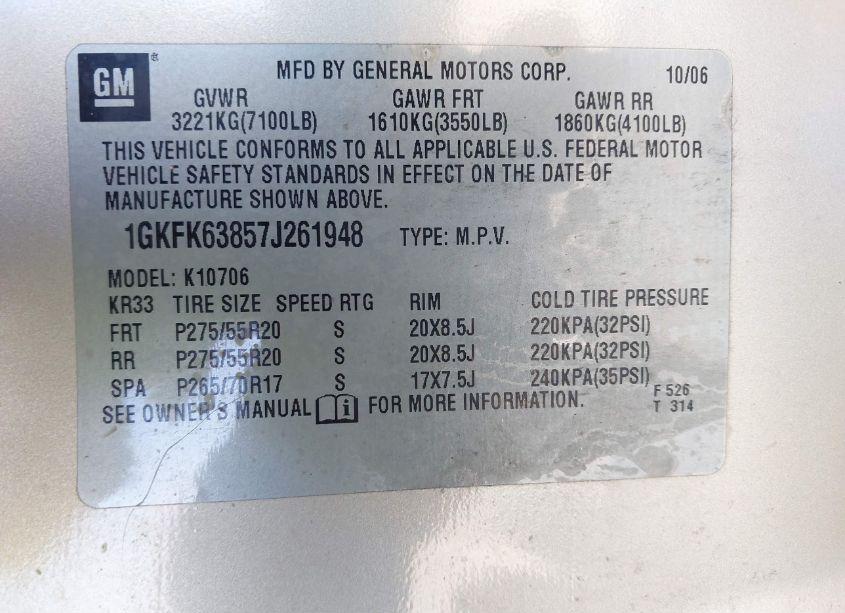 GM
MFD BY GENERAL MOTORS CORP. 10/06
GVWR GAWR FRT GAWR RR
3221KG(7100LB) 1610KG(3550LB) 1860KG(4100LB)
THIS VEHICLE CONFORMS TO ALL APPLICABLE U.S. FEDERAL MOTOR
VEHICLE SAFETY STANDARDS IN EFFECT ON THE DATE OF
MANUFACTURE SHOWN ABOVE.
1GKFK63857J261948 TYPE: M.P.V.
MODEL: K10706
KR33 TIRE SIZE SPEED RTG RIM COLD TIRE PRESSURE
FRT P275/55R20 S 20X8.5J 220KPA(32PSI)
RR P275/55R20 S 20X8.5J 220KPA(32PSI)
SPA P265/70R17 S 17X7.5J 240KPA(35PSI)
SEE OWNER'S MANUAL FOR MORE INFORMATION.
F 526
T 314